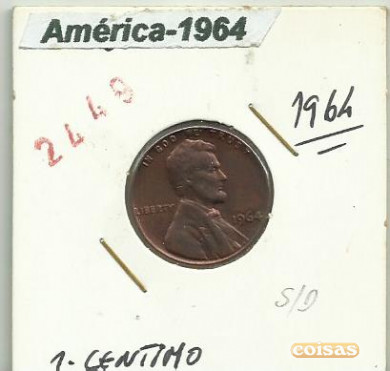 América-1964
2448
1964
IN GOD WE TRUST
LIBERTY
1964
S/D
1. CENTIMO
coisas